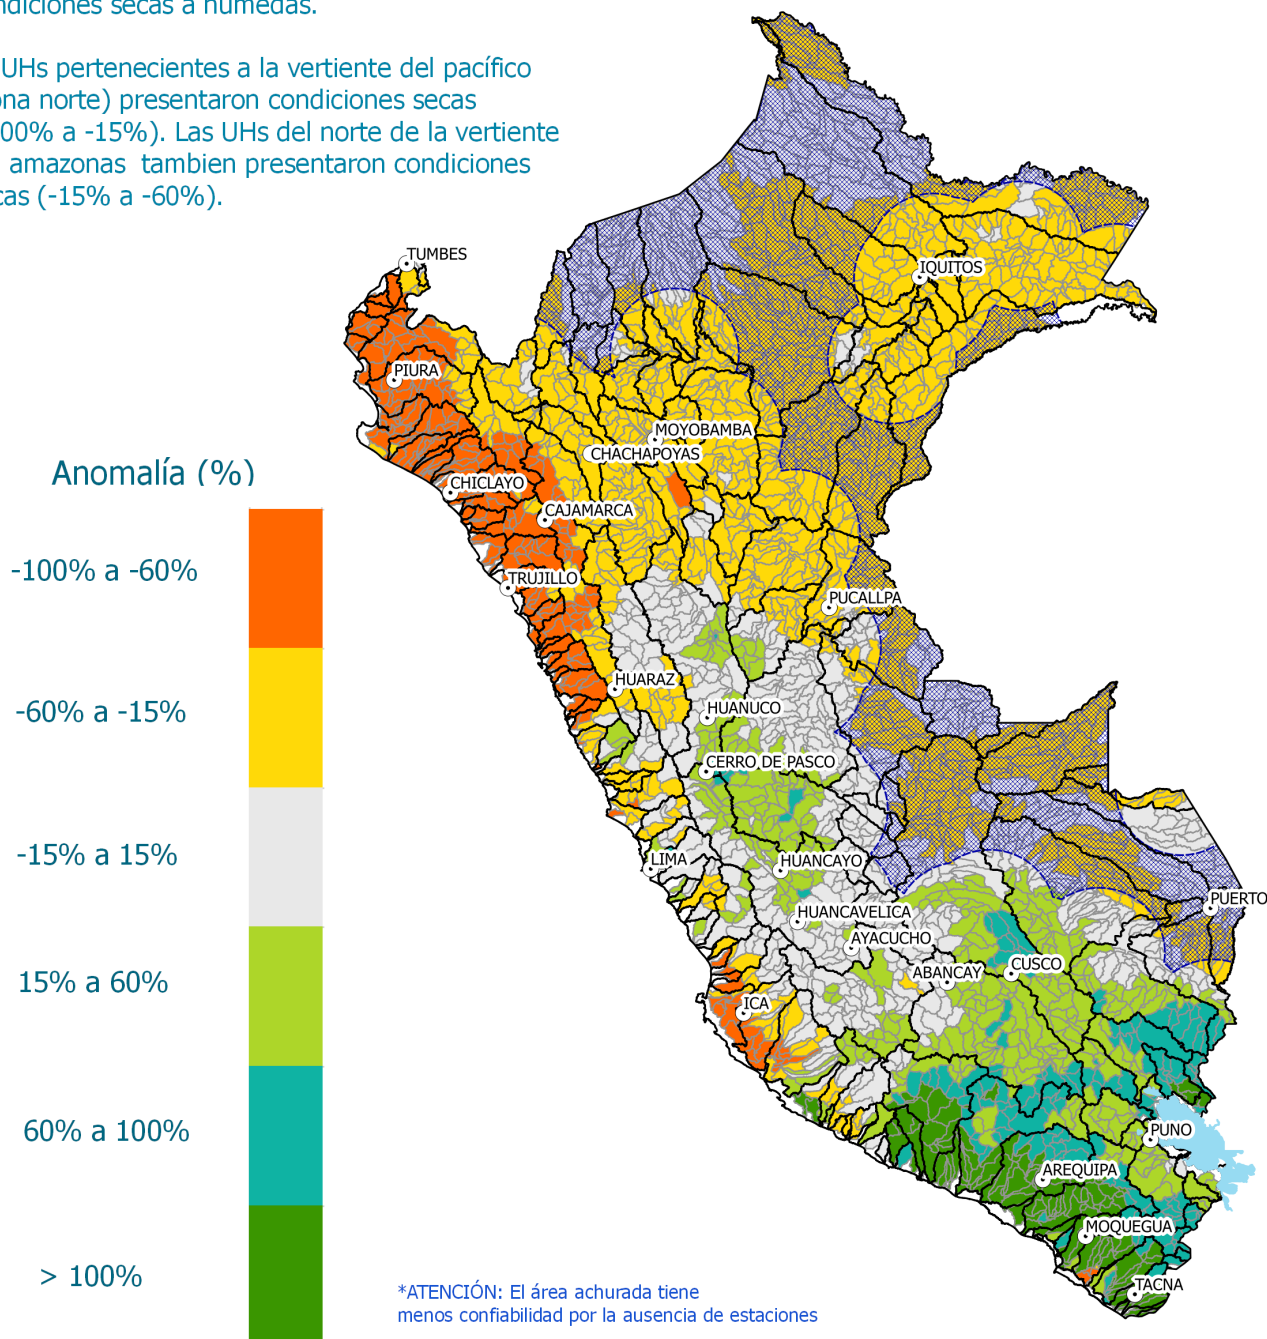 ndiciones secas a húmedas.
UHs pertenecientes a la vertiente del pacífico
ona norte) presentaron condiciones secas
00% a -15%). Las UHs del norte de la vertiente
amazonas tambien presentaron condiciones
cas (-15% a -60%).
TUMBES
IQUITOS
PIURA
MOYOBAMBA
CHACHAPOYAS
Anomalía (%)
CHICLAYO
CAJAMARCA
-100% a -60%
TRUJILLO
PUCALLPA
HUARAZ
-60% a -15%
HUANUCO
CERRO DE PASCO
-15% a 15%
LIMA
HUANCAYO
PUERTO
HUANCAVELICA
AYACUCHO
ABANCAY
CUSCO
15% a 60%
ICA
60% a 100%
PUNO
AREQUIPA
MOQUEGUA
> 100%
TACNA
*ATENCIÓN: El área achurada tiene
menos confiabilidad por la ausencia de estaciones